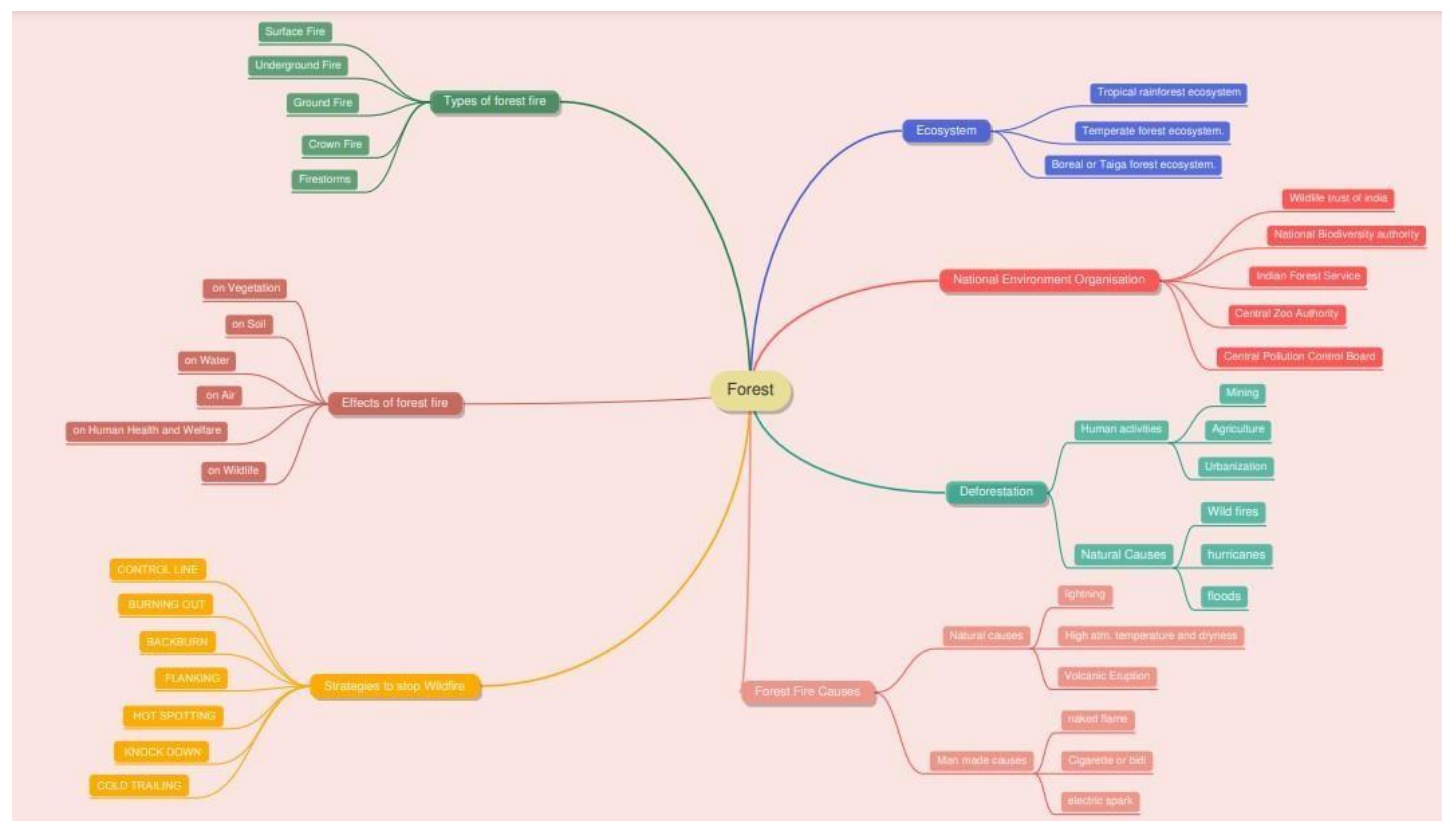 Forest
Types of forest fire
Surface Fire
Underground Fire
Ground Fire
Crown Fire
Firestorms
Effects of forest fire
on Vegetation
on Soil
on Water
on Air
on Human Health and Welfare
on Wildlife
Strategies to stop Wildfire
CONTROL LINE
BURNING OUT
BACKBURN
FLANKING
HOT SPOTTING
KNOCK DOWN
COLD TRAILING
Ecosystem
Tropical rainforest ecosystem
Temperate forest ecosystem.
Boreal or Taiga forest ecosystem.
National Environment Organisation
Wildlife trust of india
National Biodiversity authority
Indian Forest Service
Central Zoo Authority
Central Pollution Control Board
Deforestation
Human activities
Mining
Agriculture
Urbanization
Natural Causes
Wild fires
hurricanes
floods
Forest Fire Causes
Natural causes
lightning
High atm. temperature and dryness
Volcanic Eruption
Man made causes
naked flame
Cigarette or bidi
electric spark